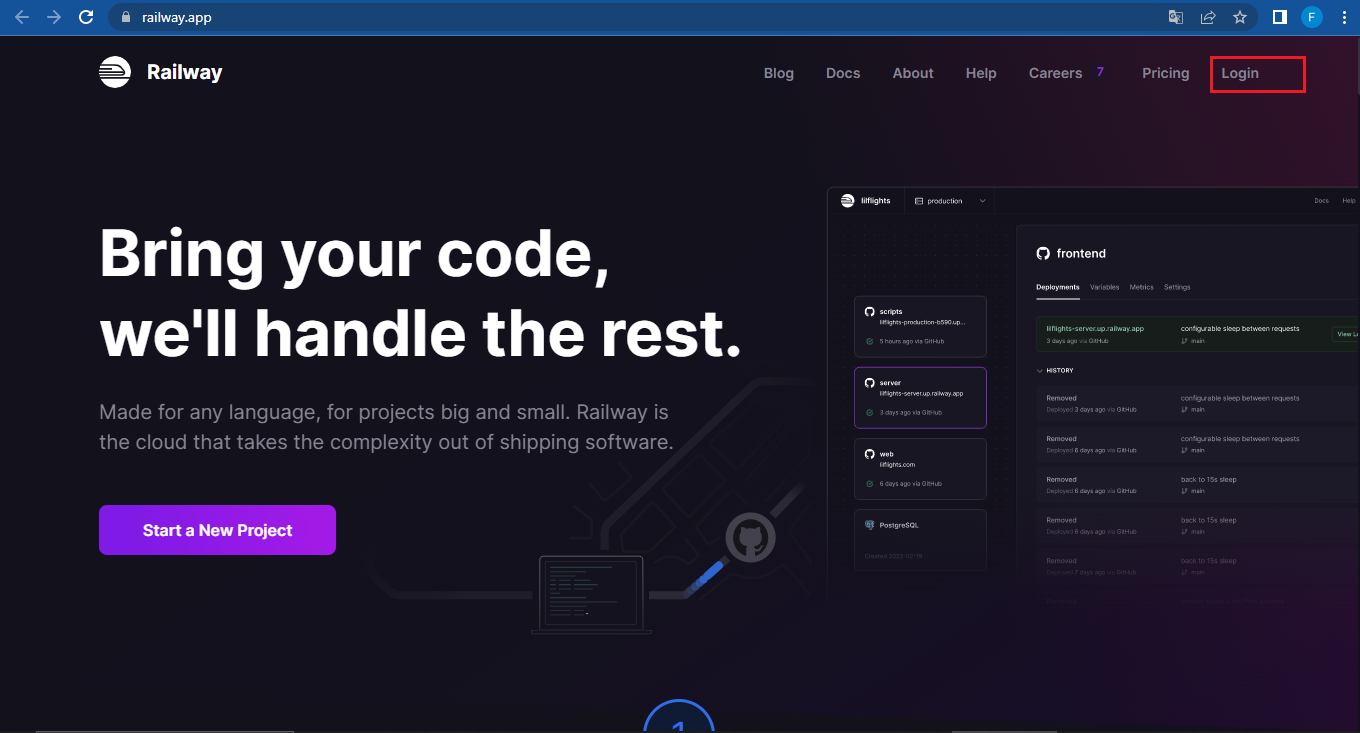 railway.app
F
Railway
Blog Docs About Help Careers 7 Pricing Login
Bring your code,
we'll handle the rest.
Made for any language, for projects big and small. Railway is
the cloud that takes the complexity out of shipping software.
Start a New Project
lilflights production Docs Help
scripts
lilflights-production-b590.up...
5 hours ago via GitHub
server
lilflights-server.up.railway.app
3 days ago via GitHub
web
lilflights.com
6 days ago via GitHub
PostgreSQL
Created 2022-02-19
frontend
Deployments Variables Metrics Settings
lilflights-server.up.railway.app configurable sleep between requests
3 days ago via GitHub main
View Lo
HISTORY
Removed configurable sleep between requests
Deployed 3 days ago via GitHub main
Removed configurable sleep between requests
Deployed 6 days ago via GitHub main
Removed back to 15s sleep
Deployed 6 days ago via GitHub main
Removed back to 15s sleep
Deployed 6 days ago via GitHub main
Removed back to 15s sleep
Deployed 7 days ago via GitHub main
1